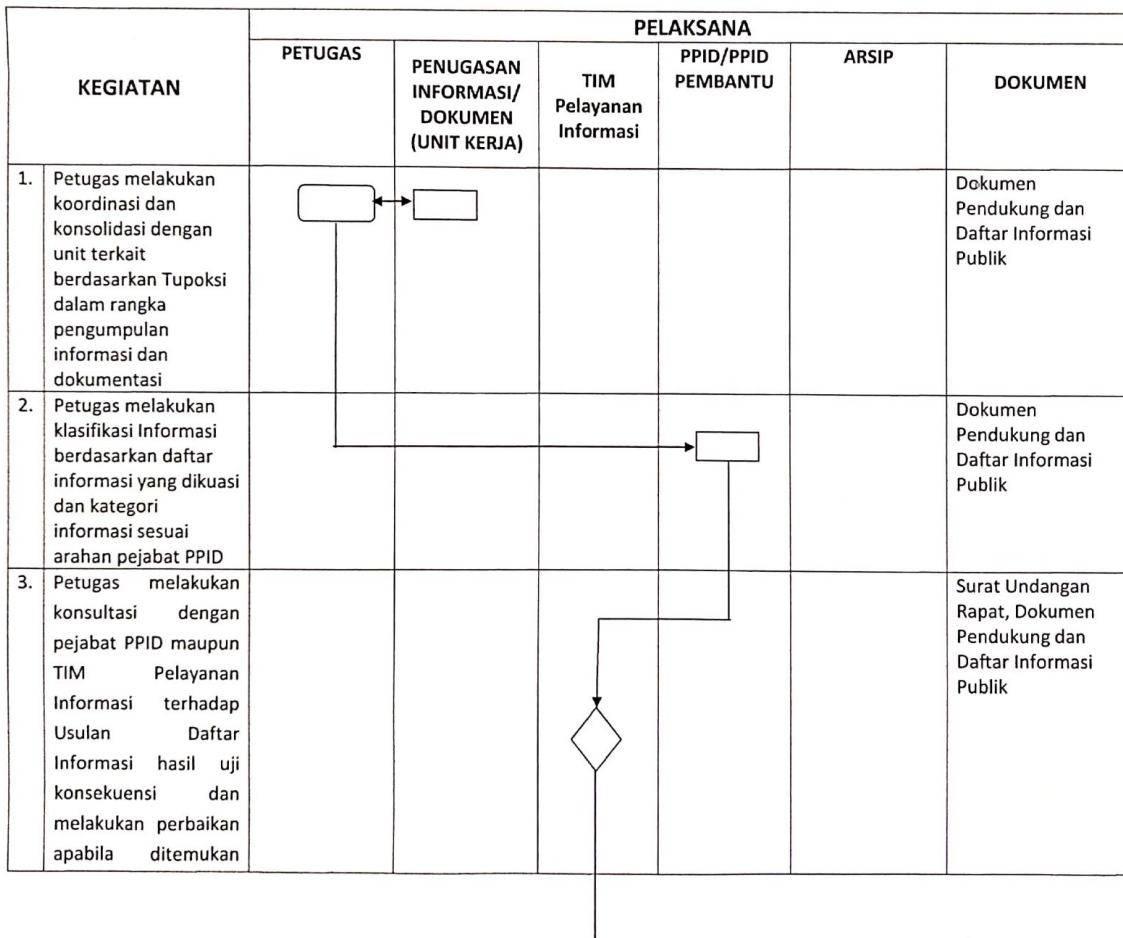 PELAKSANA
KEGIATAN
PETUGAS
PENUGASAN
INFORMASI/
DOKUMEN
(UNIT KERJA)
TIM
Pelayanan
Informasi
PPID/PPID
PEMBANTU
ARSIP
DOKUMEN
1. Petugas melakukan
koordinasi dan
konsolidasi dengan
unit terkait
berdasarkan Tupoksi
dalam rangka
pengumpulan
informasi dan
dokumentasi
Dokumen
Pendukung dan
Daftar Informasi
Publik
2. Petugas melakukan
klasifikasi Informasi
berdasarkan daftar
informasi yang dikuasi
dan kategori
informasi sesuai
arahan pejabat PPID
Dokumen
Pendukung dan
Daftar Informasi
Publik
3. Petugas melakukan
konsultasi dengan
pejabat PPID maupun
TIM Pelayanan
Informasi terhadap
Usulan Daftar
Informasi hasil uji
konsekuensi dan
melakukan perbaikan
apabila ditemukan
Surat Undangan
Rapat, Dokumen
Pendukung dan
Daftar Informasi
Publik